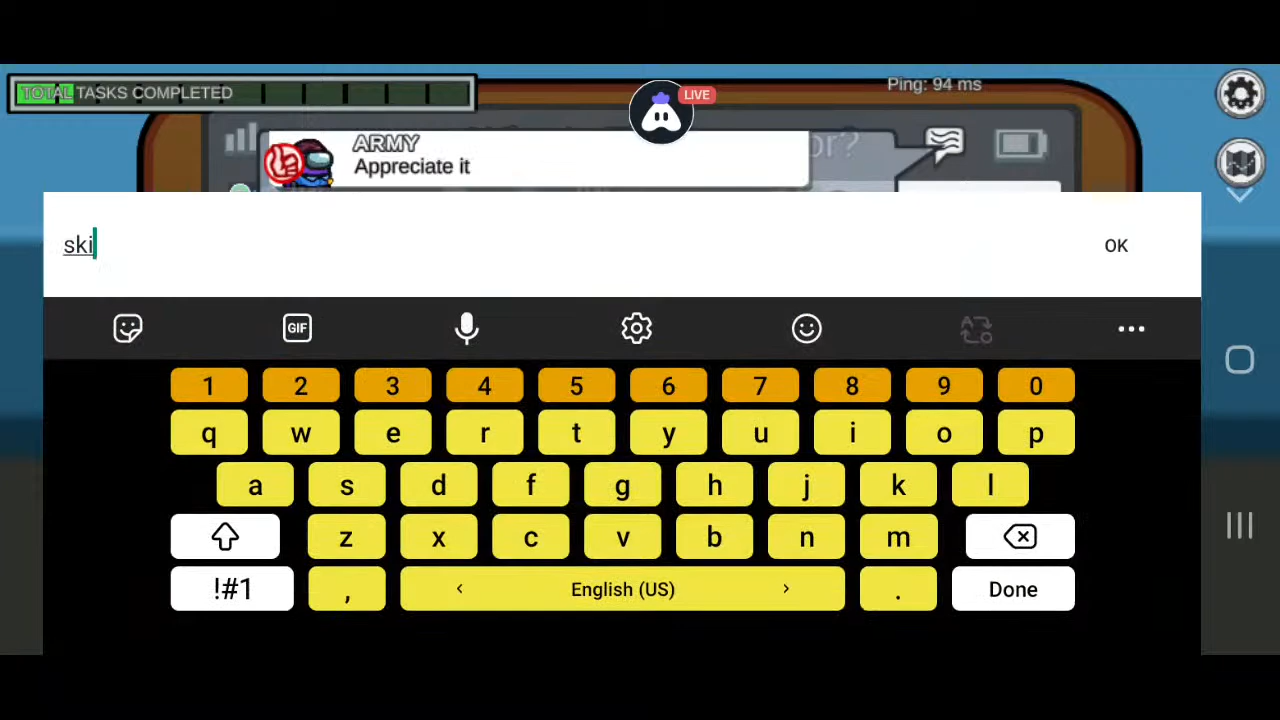 TOTAL TASKS COMPLETED
Ping: 94 ms
LIVE
ARMY
or?
Appreciate it
ski
OK
GIF
1 2 3 4 5 6 7 8 9 0
q w e r t y u i o p
a s d f g h j k l
z x c v b n m
!#1 , < English (US) > . Done